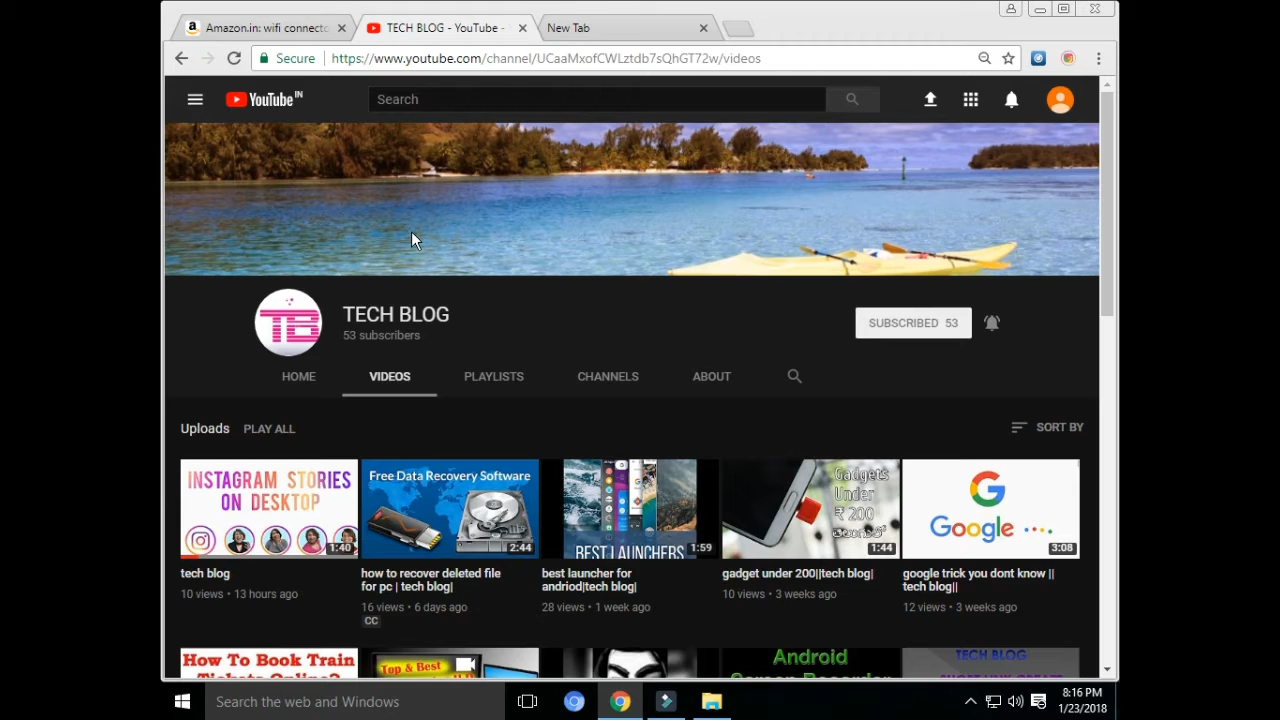 Amazon.in: wifi connecto
TECH BLOG - YouTube -
New Tab
Secure
https://www.youtube.com/channel/UCaaMxofCWLztdb7sQhGT72w/videos
YouTube IN
Search
TB
TECH BLOG
53 subscribers
SUBSCRIBED 53
HOME
VIDEOS
PLAYLISTS
CHANNELS
ABOUT
Uploads
PLAY ALL
SORT BY
INSTAGRAM STORIES
ON DESKTOP
1:40
Free Data Recovery Software
2:44
BEST LAUNCHERS
1:59
Gadgets
Under
₹ 200
1:44
Google
3:08
tech blog
10 views • 13 hours ago
how to recover deleted file
for pc | tech blog|
16 views • 6 days ago
CC
best launcher for
andriod|tech blog|
28 views • 1 week ago
gadget under 200||tech blog|
10 views • 3 weeks ago
google trick you dont know ||
tech blog||
12 views • 3 weeks ago
How To Book Train
Tickets Online?
Top & Best
Android
Screen Recorder
TECH BLOG
Search the web and Windows
8:16 PM
1/23/2018